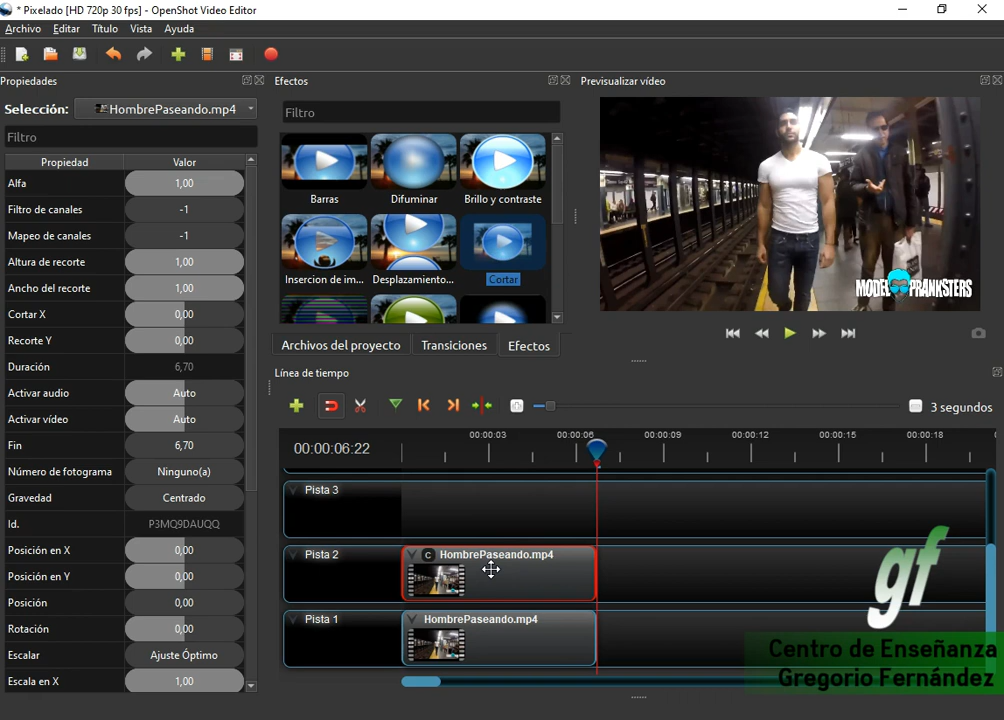 * Pixelado [HD 720p 30 fps] - OpenShot Video Editor
Archivo Editar Título Vista Ayuda
Propiedades
Selección: HombrePaseando.mp4
Filtro
Propiedad Valor
Alfa 1,00
Filtro de canales -1
Mapeo de canales -1
Altura de recorte 1,00
Ancho del recorte 1,00
Cortar X 0,00
Recorte Y 0,00
Duración 6,70
Activar audio Auto
Activar vídeo Auto
Fin 6,70
Número de fotograma Ninguno(a)
Gravedad Centrado
Id. P3MQ9DAUQQ
Posición en X 0,00
Posición en Y 0,00
Posición 0,00
Rotación 0,00
Escalar Ajuste Óptimo
Escala en X 1,00
Efectos
Filtro
Barras Difuminar Brillo y contraste
Insercion de im... Desplazamiento... Cortar
Archivos del proyecto Transiciones Efectos
Previsualizar vídeo
MODEL PRANKSTERS
Línea de tiempo
3 segundos
00:00:06:22
00:00:03 00:00:06 00:00:09 00:00:12 00:00:15 00:00:18
Pista 3
Pista 2
C HombrePaseando.mp4
Pista 1
HombrePaseando.mp4
gf
Centro de Enseñanza
Gregorio Fernández